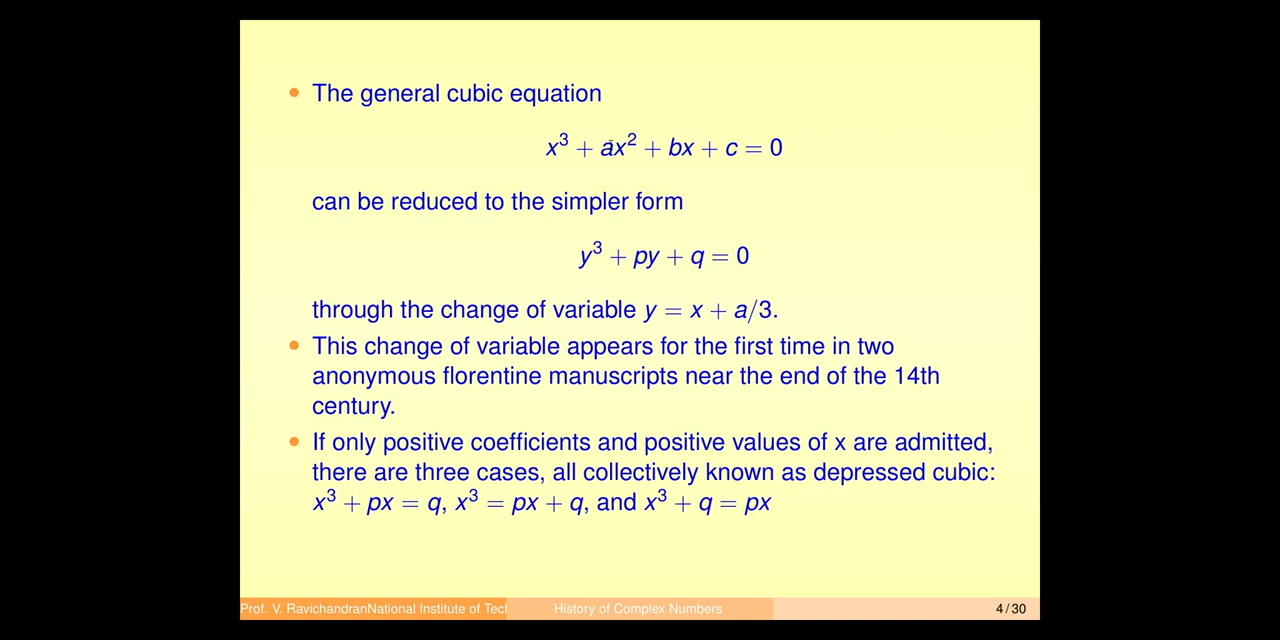 • The general cubic equation
x³ + ax² + bx + c = 0
can be reduced to the simpler form
y³ + py + q = 0
through the change of variable y = x + a/3.
• This change of variable appears for the first time in two
anonymous florentine manuscripts near the end of the 14th
century.
• If only positive coefficients and positive values of x are admitted,
there are three cases, all collectively known as depressed cubic:
x³ + px = q, x³ = px + q, and x³ + q = px
Prof. V. RavichandranNational Institute of Tecl History of Complex Numbers 4 / 30